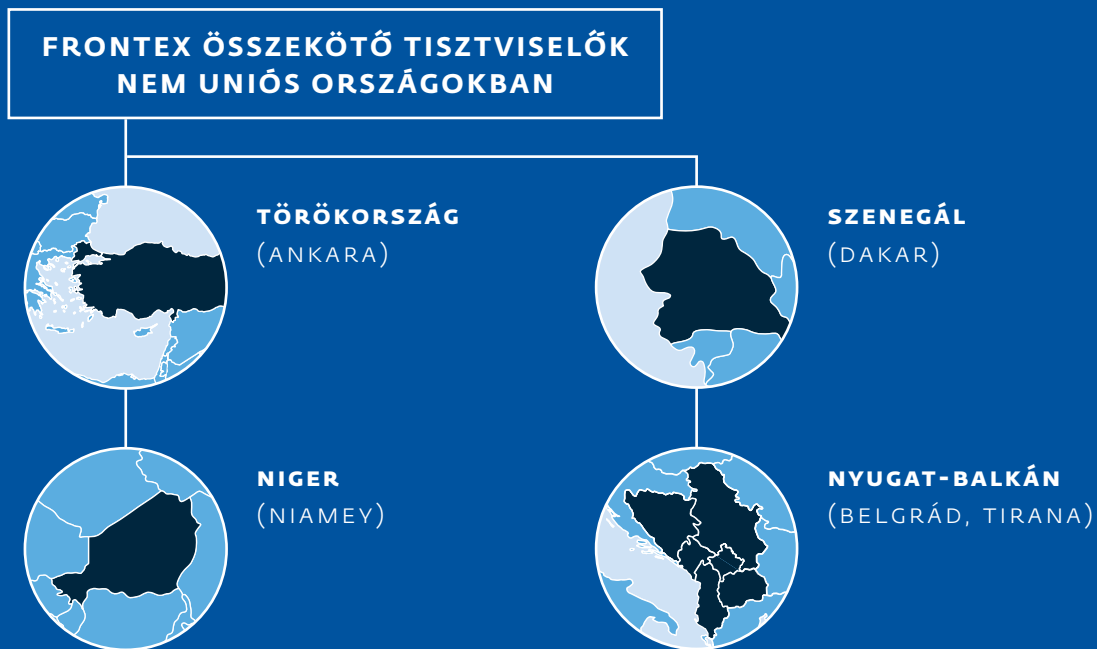 FRONTEX ÖSSZEKÖTŐ TISZTVISELŐK
NEM UNIÓS ORSZÁGOKBAN
TÖRÖKORSZÁG
(ANKARA)
SZENEGÁL
(DAKAR)
NIGER
(NIAMEY)
NYUGAT-BALKÁN
(BELGRÁD, TIRANA)